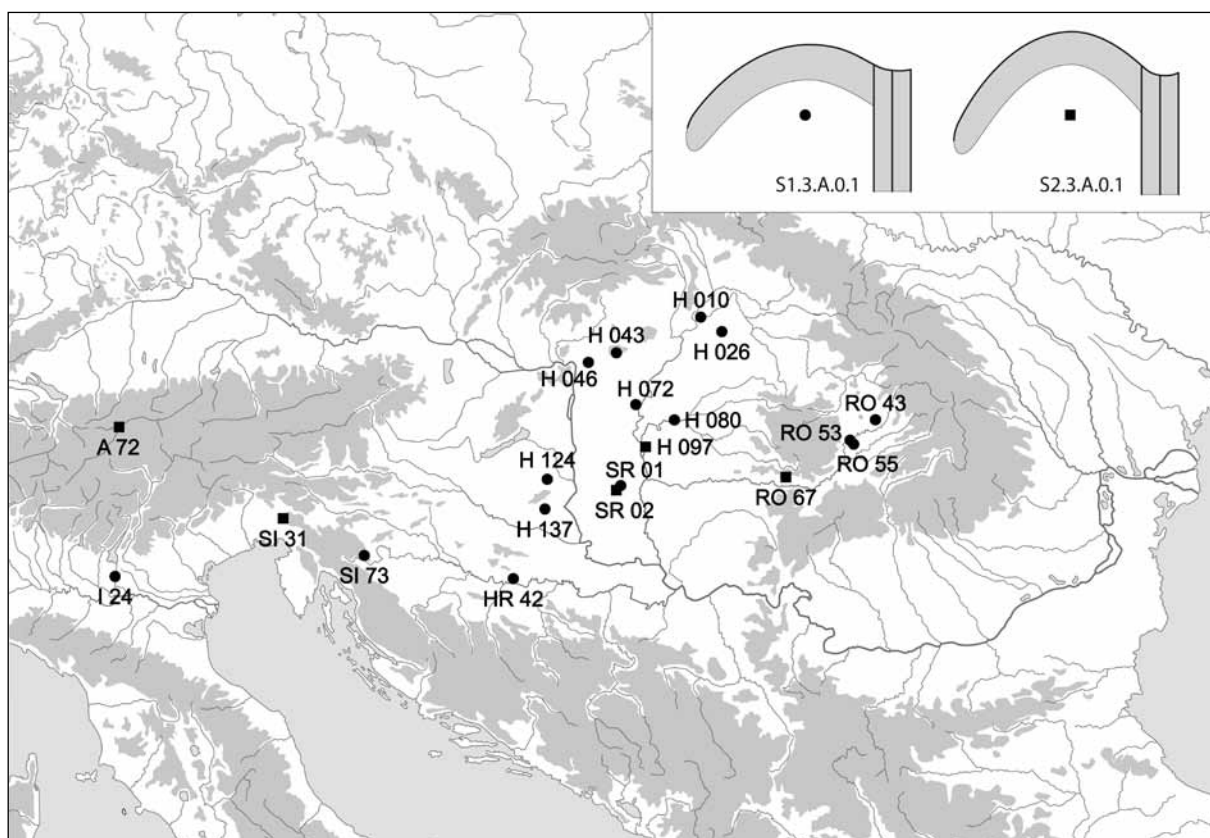 S1.3.A.0.1
S2.3.A.0.1
H 010
H 026
H 043
H 046
H 072
H 080
RO 43
A 72
RO 53
H 097
RO 55
H 124
SR 01
RO 67
SR 02
H 137
SI 31
SI 73
I 24
HR 42